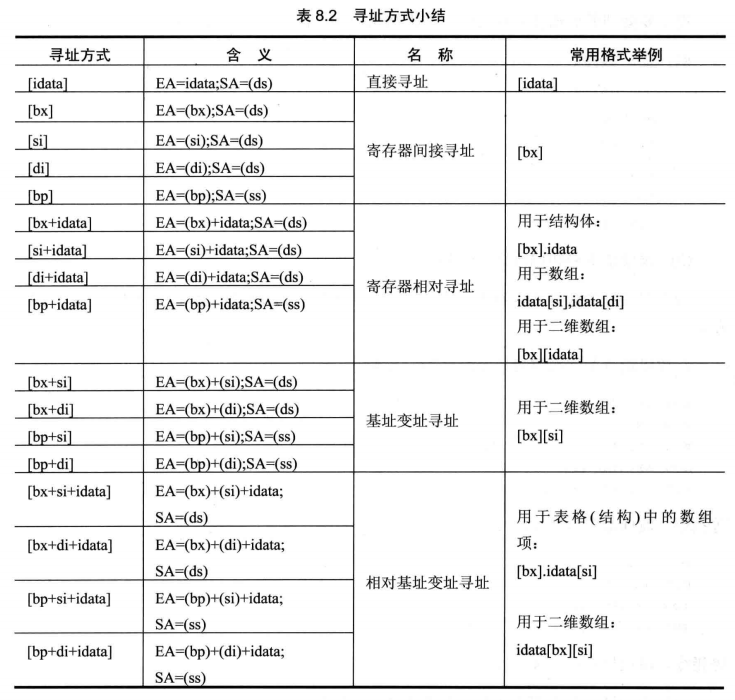 表 8.2 寻址方式小结
寻址方式 含 义 名 称 常用格式举例
[idata] EA=idata;SA=(ds) 直接寻址 [idata]
[bx] EA=(bx);SA=(ds)
[si] EA=(si);SA=(ds)
寄存器间接寻址 [bx]
[di] EA=(di);SA=(ds)
[bp] EA=(bp);SA=(ss)
[bx+idata] EA=(bx)+idata;SA=(ds) 用于结构体：
[si+idata] EA=(si)+idata;SA=(ds) [bx].idata
[di+idata] EA=(di)+idata;SA=(ds) 寄存器相对寻址 用于数组：
[bp+idata] EA=(bp)+idata;SA=(ss) idata[si],idata[di]
用于二维数组：
[bx][idata]
[bx+si] EA=(bx)+(si);SA=(ds)
[bx+di] EA=(bx)+(di);SA=(ds) 基址变址寻址 用于二维数组：
[bp+si] EA=(bp)+(si);SA=(ss) [bx][si]
[bp+di] EA=(bp)+(di);SA=(ss)
[bx+si+idata] EA=(bx)+(si)+idata;
SA=(ds) 用于表格(结构)中的数组
[bx+di+idata] EA=(bx)+(di)+idata; 项：
SA=(ds) 相对基址变址寻址 [bx].idata[si]
[bp+si+idata] EA=(bp)+(si)+idata;
SA=(ss) 用于二维数组：
[bp+di+idata] EA=(bp)+(di)+idata; idata[bx][si]
SA=(ss)